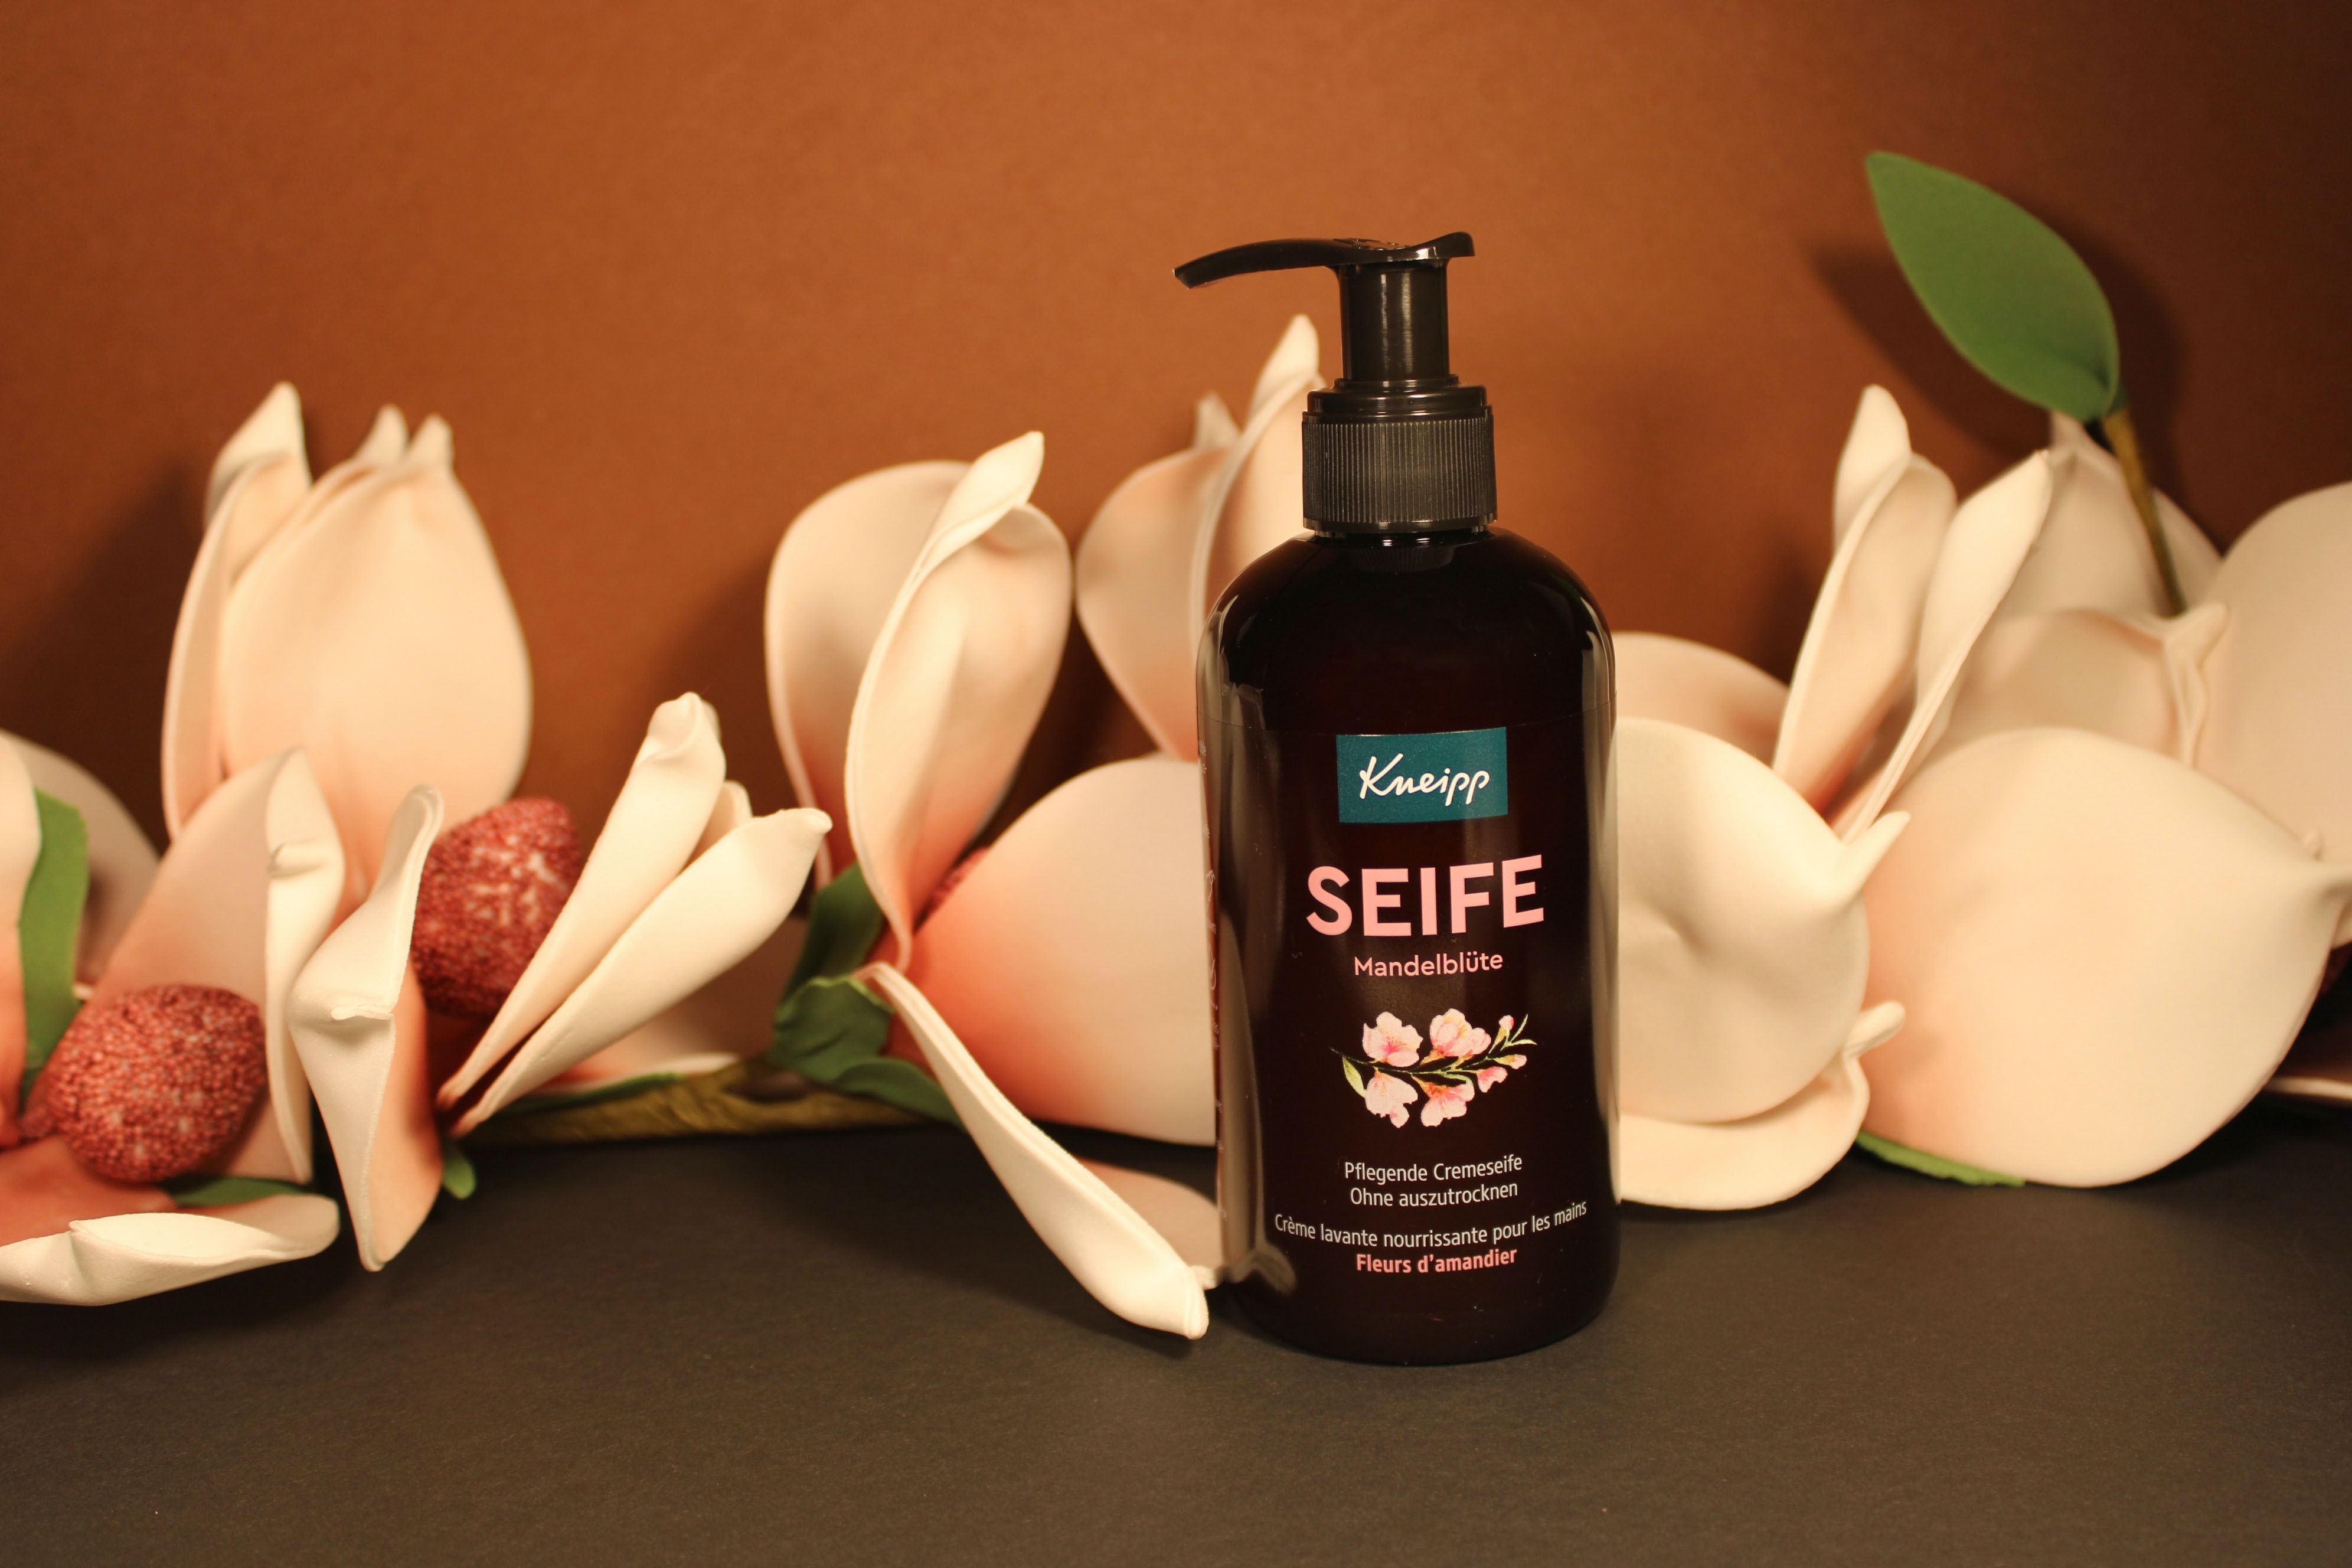 Kneipp
SEIFE
Mandelblüte
Pflegende Cremeseife
Ohne auszutrocknen
Crème lavante nourrissante pour les mains
Fleurs d'amandier